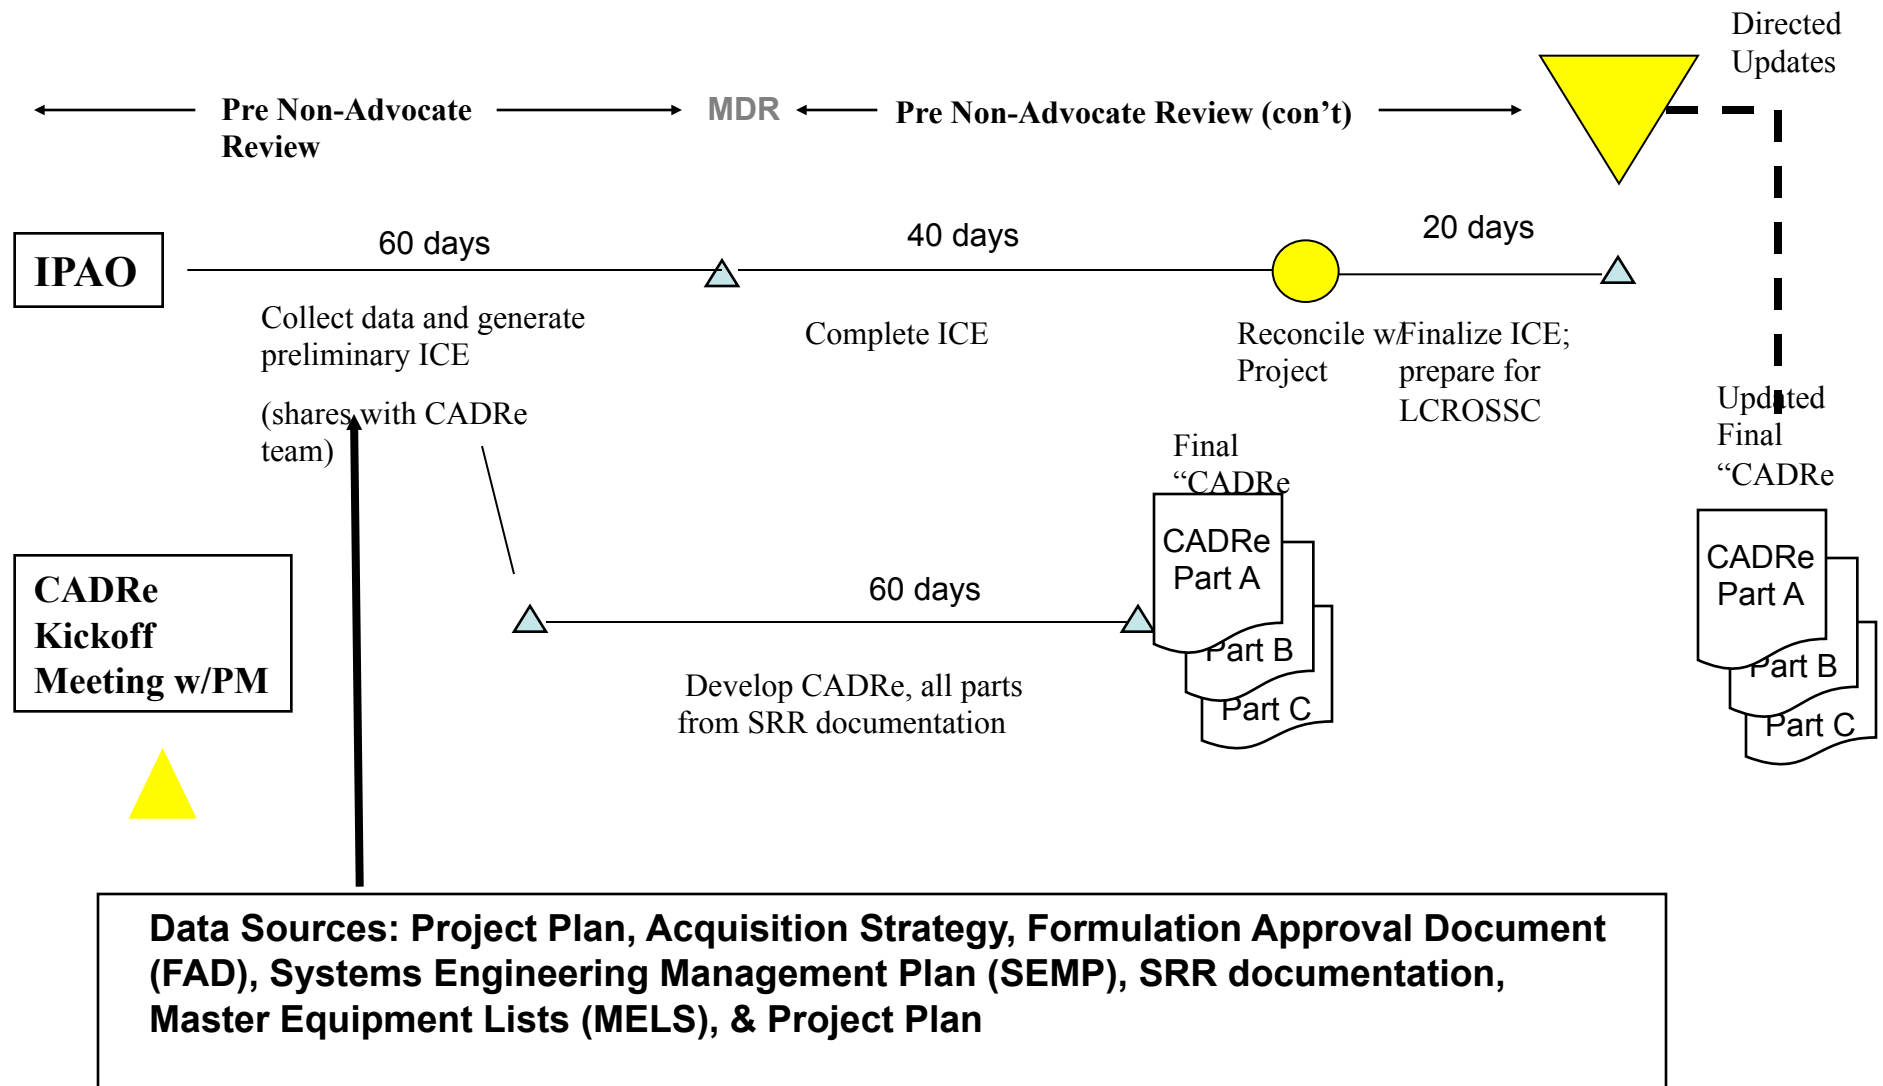 Directed
Updates
Pre Non-Advocate
Review
MDR
Pre Non-Advocate Review (con’t)
60 days
40 days
20 days
IPAO
Collect data and generate
preliminary ICE
(shares with CADRe
team)
Complete ICE
Reconcile w/
Project
Finalize ICE;
prepare for
LCROSSC
Updated
Final
“CADRe
Final
“CADRe
CADRe
Part A
Part B
Part C
CADRe
Part A
Part B
Part C
CADRe
Kickoff
Meeting w/PM
60 days
Develop CADRe, all parts
from SRR documentation
Data Sources: Project Plan, Acquisition Strategy, Formulation Approval Document
(FAD), Systems Engineering Management Plan (SEMP), SRR documentation,
Master Equipment Lists (MELS), & Project Plan